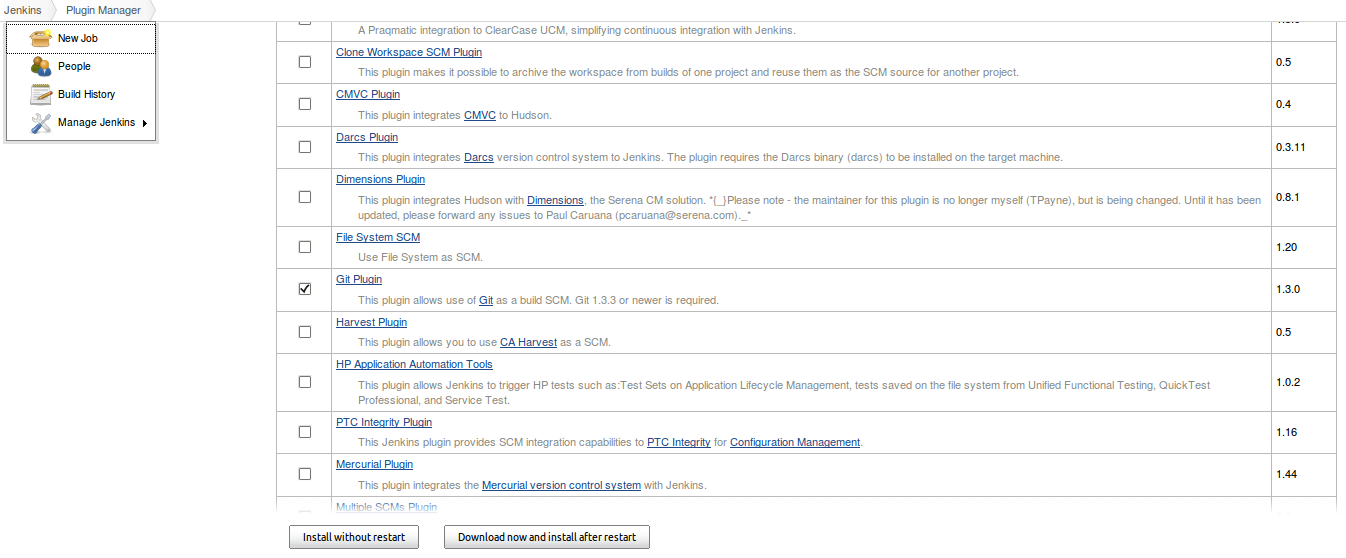 Jenkins Plugin Manager
New Job
People
Build History
Manage Jenkins
A Praqmatic integration to ClearCase UCM, simplifying continuous integration with Jenkins.
Clone Workspace SCM Plugin
This plugin makes it possible to archive the workspace from builds of one project and reuse them as the SCM source for another project.
0.5
CMVC Plugin
This plugin integrates CMVC to Hudson.
0.4
Darcs Plugin
This plugin integrates Darcs version control system to Jenkins. The plugin requires the Darcs binary (darcs) to be installed on the target machine.
0.3.11
Dimensions Plugin
This plugin integrates Hudson with Dimensions, the Serena CM solution. *{_}Please note - the maintainer for this plugin is no longer myself (TPayne), but is being changed. Until it has been
updated, please forward any issues to Paul Caruana (pcaruana@serena.com)._*
0.8.1
File System SCM
Use File System as SCM.
1.20
Git Plugin
This plugin allows use of Git as a build SCM. Git 1.3.3 or newer is required.
1.3.0
Harvest Plugin
This plugin allows you to use CA Harvest as a SCM.
0.5
HP Application Automation Tools
This plugin allows Jenkins to trigger HP tests such as:Test Sets on Application Lifecycle Management, tests saved on the file system from Unified Functional Testing, QuickTest
Professional, and Service Test.
1.0.2
PTC Integrity Plugin
This Jenkins plugin provides SCM integration capabilities to PTC Integrity for Configuration Management.
1.16
Mercurial Plugin
This plugin integrates the Mercurial version control system with Jenkins.
1.44
Multiple SCMs Plugin
Install without restart
Download now and install after restart